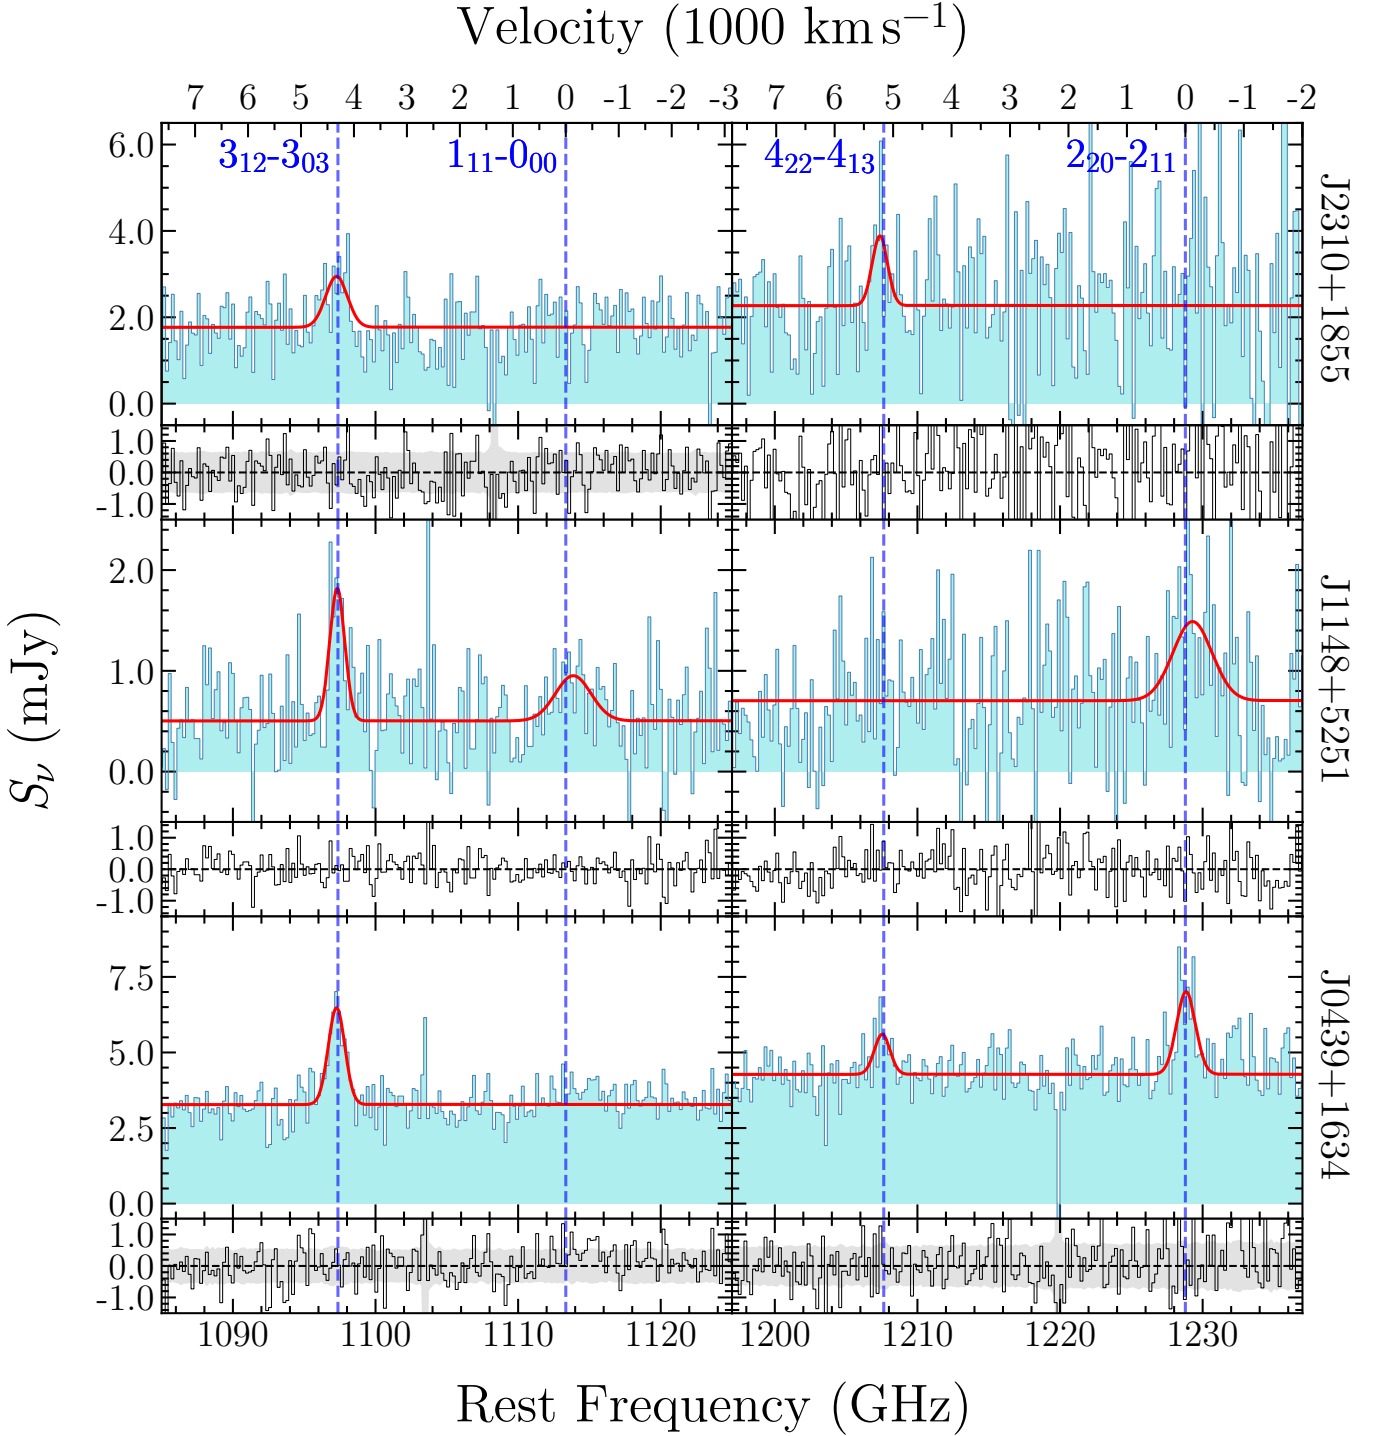 Velocity (1000 km s⁻¹)
7 6 5 4 3 2 1 0 -1 -2 -3 7 6 5 4 3 2 1 0 -1 -2
3₁₂-3₀₃ 1₁₁-0₀₀ 4₂₂-4₁₃ 2₂₀-2₁₁
6.0
4.0
2.0
0.0
J2310+1855
1.0
0.0
-1.0
2.0
1.0
0.0
J1148+5251
Sᵥ (mJy)
1.0
0.0
-1.0
7.5
5.0
2.5
0.0
J0439+1634
1.0
0.0
-1.0
1090 1100 1110 1120 1200 1210 1220 1230
Rest Frequency (GHz)